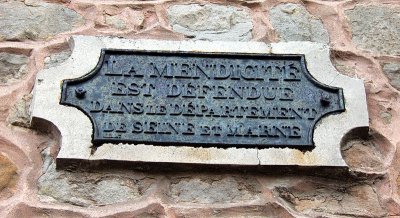 LA MENDICITÉ
EST DÉFENDUE
DANS LE DÉPARTEMENT
DE SEINE ET MARNE